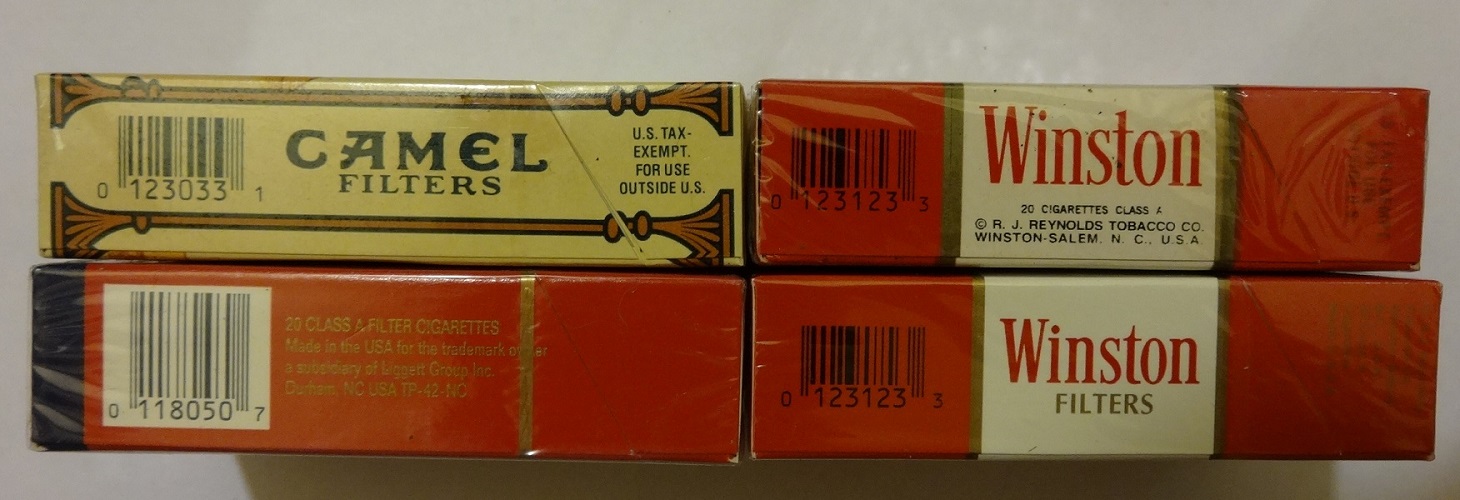 0 123033 1
CAMEL
FILTERS
U.S. TAX-
EXEMPT.
FOR USE
OUTSIDE U.S.
0 123123 3
Winston
20 CIGARETTES CLASS A
© R. J. REYNOLDS TOBACCO CO.
WINSTON-SALEM, N. C., U.S.A.
0 118050 7
20 CLASS A FILTER CIGARETTES
Made in the USA for the trademark owner
a subsidiary of Liggett Group Inc.
Durham, NC USA TP-42-NC
0 123123 3
Winston
FILTERS